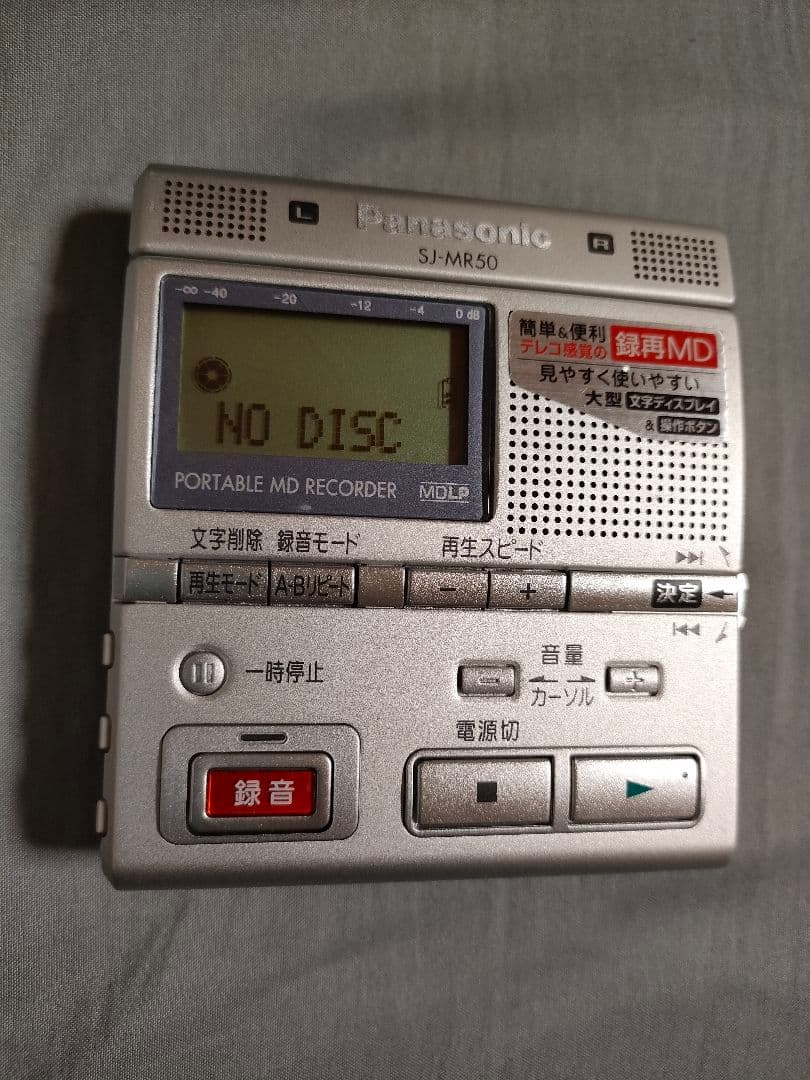 L Panasonic R
SJ-MR50
-∞ -40 -20 -12 -4 0 dB
NO DISC
PORTABLE MD RECORDER MDLP
簡単&便利
テレコ感覚の 録再MD
見やすく使いやすい
大型 文字ディスプレイ
& 操作ボタン
文字削除 録音モード 再生スピード
再生モード A-Bリピート - + 決定
一時停止
音量
- +
カーソル
電源切
録音